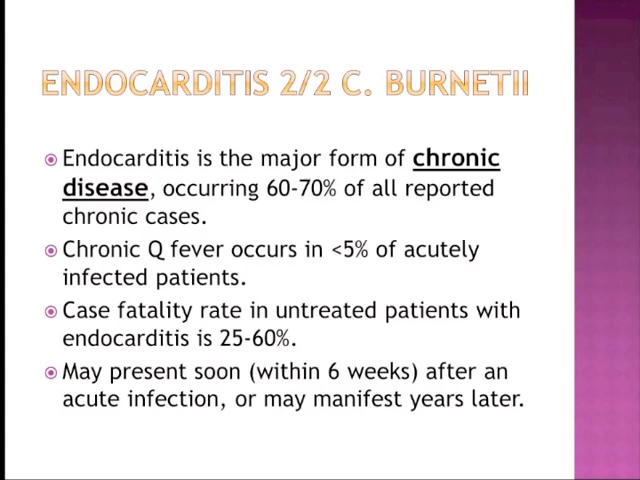 ENDOCARDITIS 2/2 C. BURNETII
Endocarditis is the major form of chronic
disease, occurring 60-70% of all reported
chronic cases.
Chronic Q fever occurs in <5% of acutely
infected patients.
Case fatality rate in untreated patients with
endocarditis is 25-60%.
May present soon (within 6 weeks) after an
acute infection, or may manifest years later.